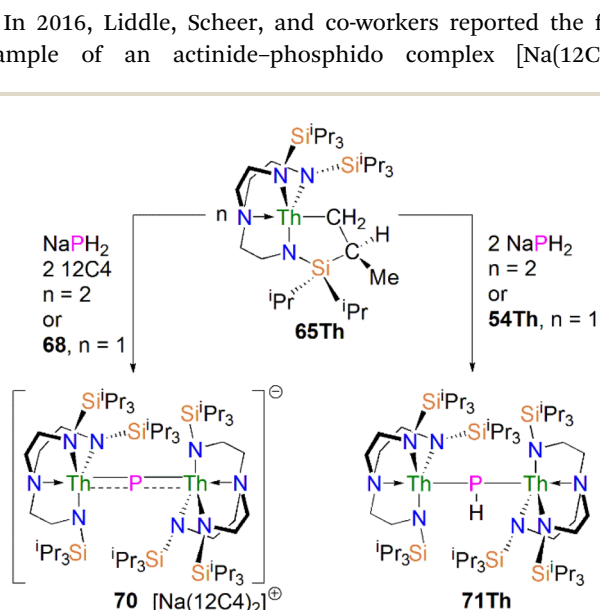 In 2016, Liddle, Scheer, and co-workers reported the f
ample of an actinide–phosphido complex [Na(12C
SiⁱPr₃
N N SiⁱPr₃
n N Th CH₂
N C H
Si Me
ⁱPr ⁱPr
65Th
NaPH₂
2 12C4
n = 2
or
68, n = 1
2 NaPH₂
n = 2
or
54Th, n = 1
⊖
SiⁱPr₃ SiⁱPr₃
N N SiⁱPr₃ N
N Th P Th N
N N N
ⁱPr₃Si ⁱPr₃Si SiⁱPr₃
70 [Na(12C4)₂]⊕
SiⁱPr₃ SiⁱPr₃
N N SiⁱPr₃ N
N Th P Th N
H
N N N
ⁱPr₃Si ⁱPr₃Si SiⁱPr₃
71Th